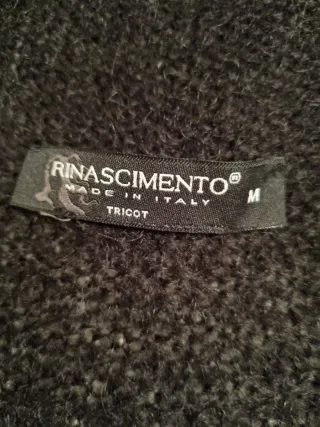 RINASCIMENTO®
MADE IN ITALY
TRICOT
M